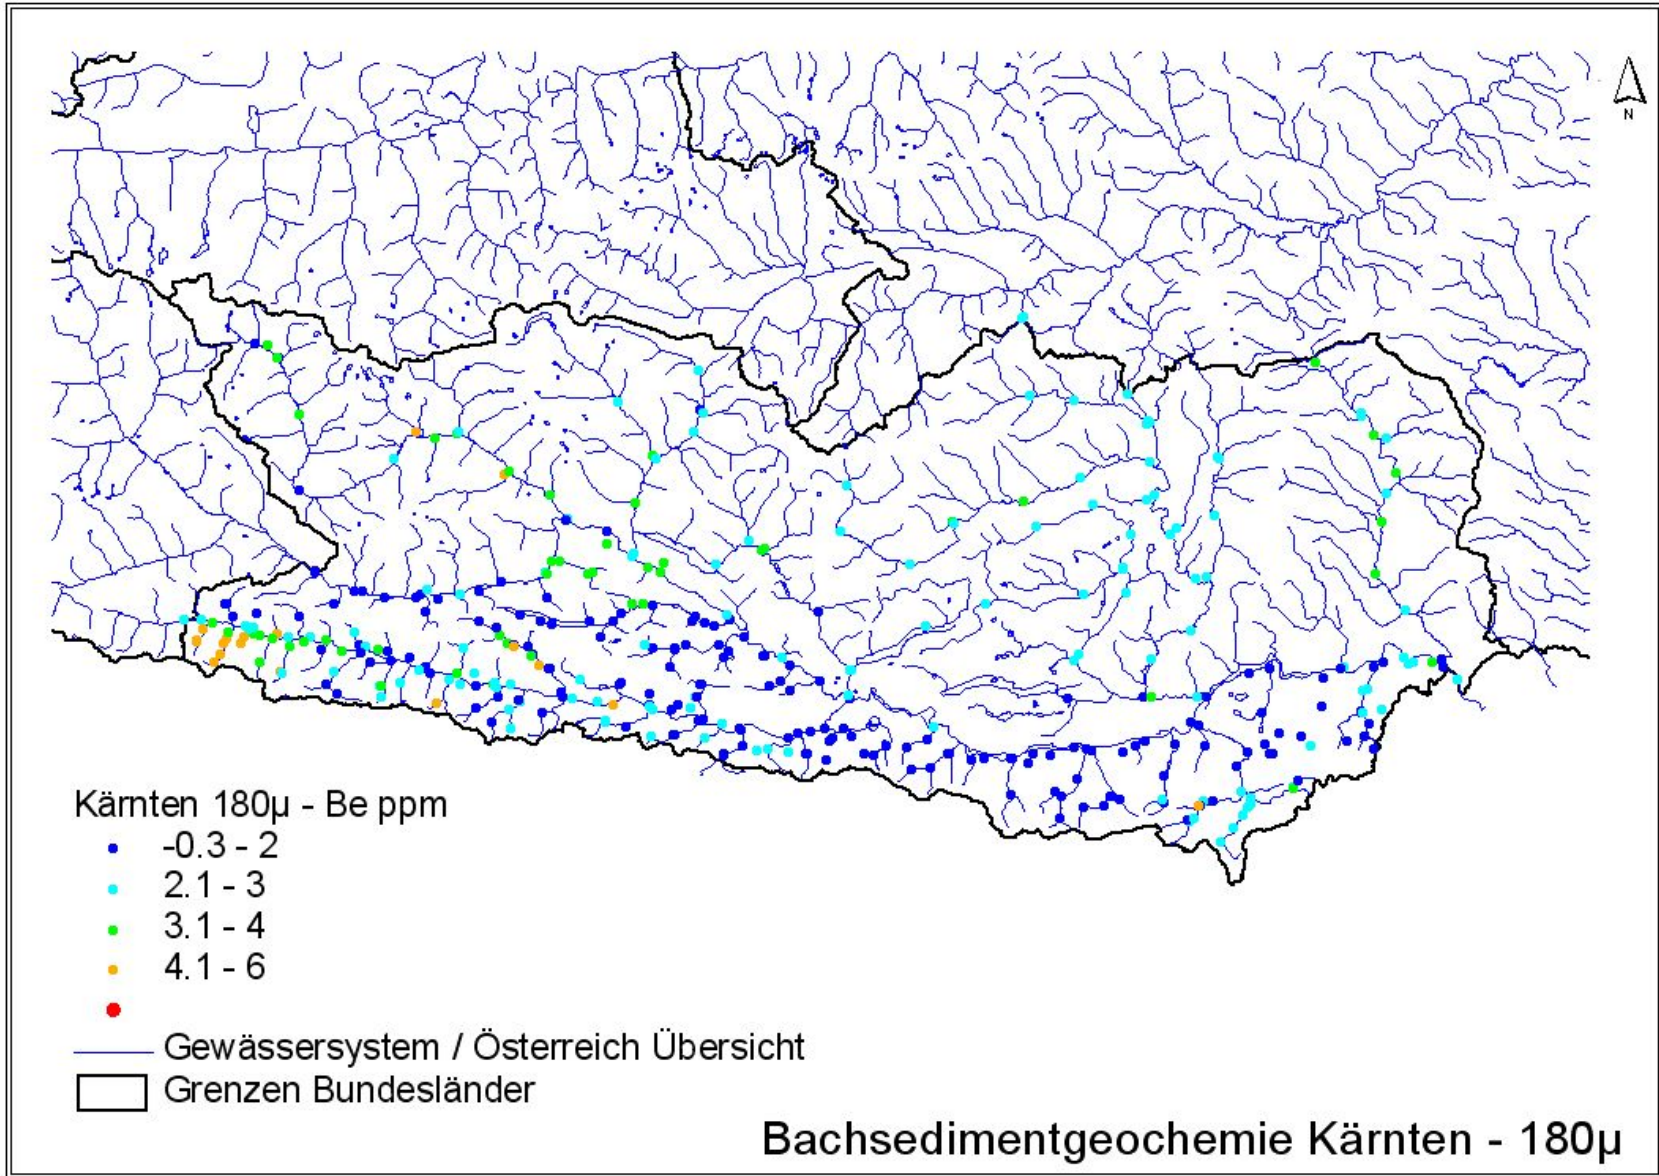 N
Kärnten 180µ - Be ppm
-0.3 - 2
2.1 - 3
3.1 - 4
4.1 - 6
Gewässersystem / Österreich Übersicht
Grenzen Bundesländer
Bachsedimentgeochemie Kärnten - 180µ